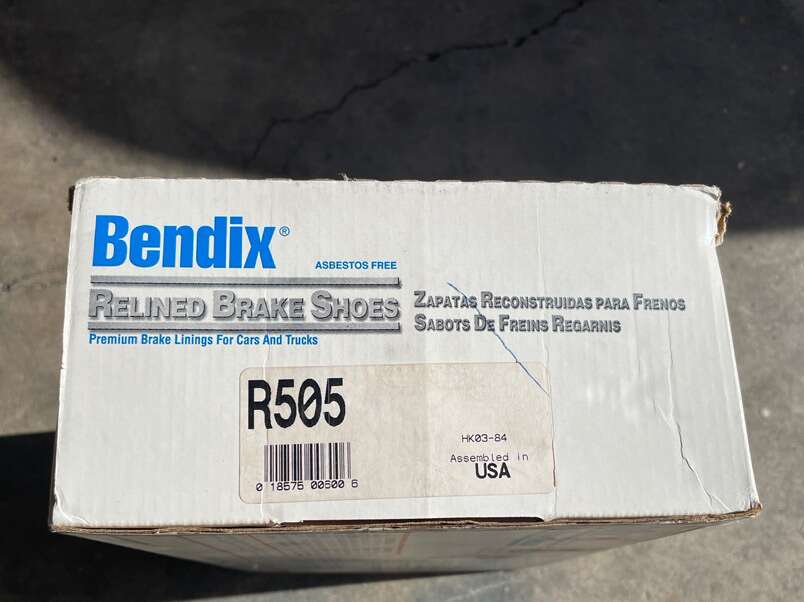 Bendix®
ASBESTOS FREE
RELINED BRAKE SHOES
ZAPATAS RECONSTRUIDAS PARA FRENOS
SABOTS DE FREINS REGARNIS
Premium Brake Linings For Cars And Trucks
R505
HK03-84
Assembled in
USA
0 18575 00500 6